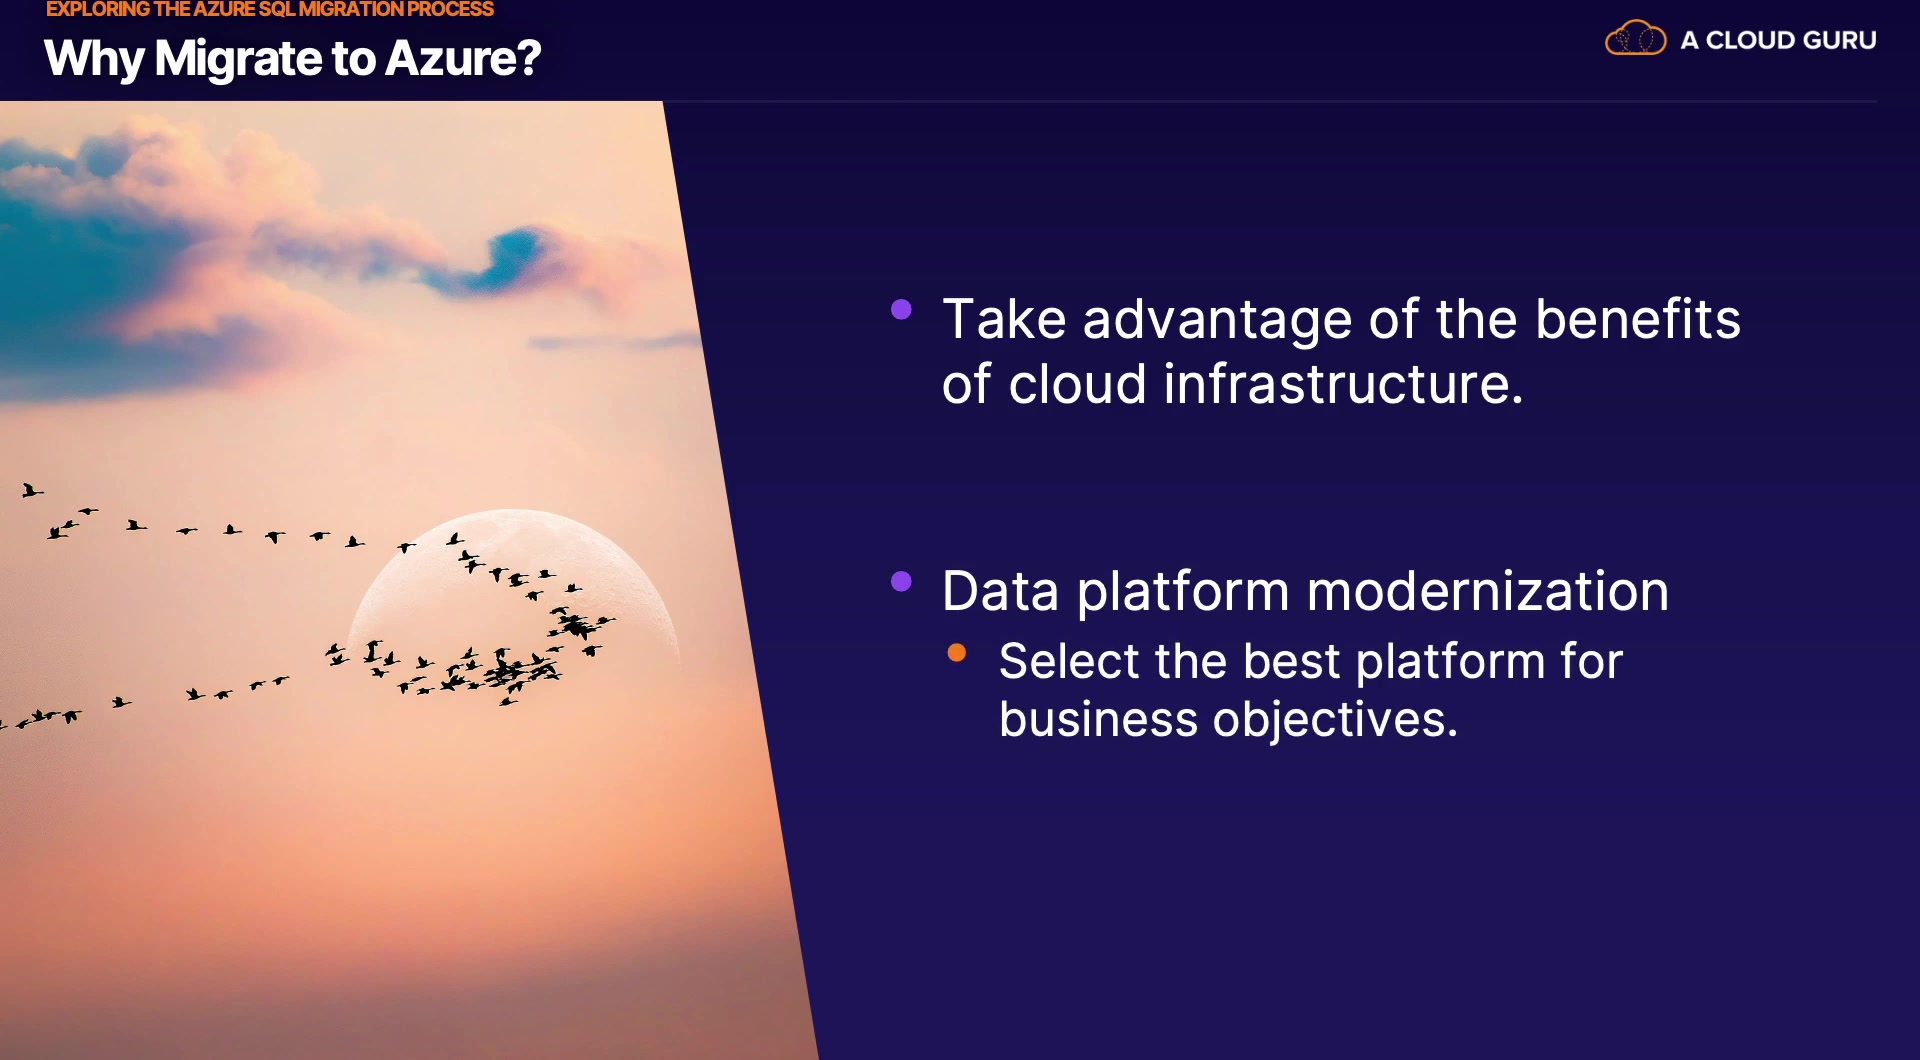 EXPLORING THE AZURE SQL MIGRATION PROCESS
Why Migrate to Azure?
A CLOUD GURU
Take advantage of the benefits
of cloud infrastructure.
Data platform modernization
Select the best platform for
business objectives.